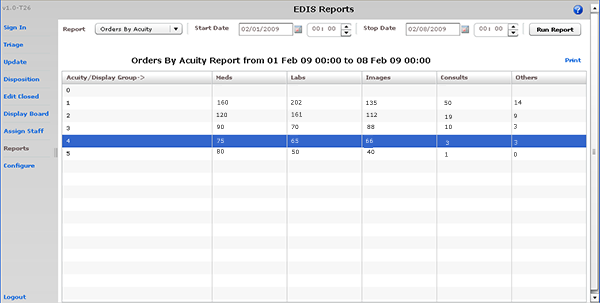 v1.0-T26
EDIS Reports
?
Sign In
Triage
Update
Disposition
Edit Closed
Display Board
Assign Staff
Reports
Configure
Logout
Report Orders By Acuity Start Date 02/01/2009 00: 00 Stop Date 02/08/2009 00: 00 Run Report
Orders By Acuity Report from 01 Feb 09 00:00 to 08 Feb 09 00:00 Print
Acuity/Display Group-> Meds Labs Images Consults Others
0
1 160 202 135 50 14
2 120 161 112 19 9
3 90 70 88 10 3
4 75 65 66 3 3
5 80 50 40 1 0